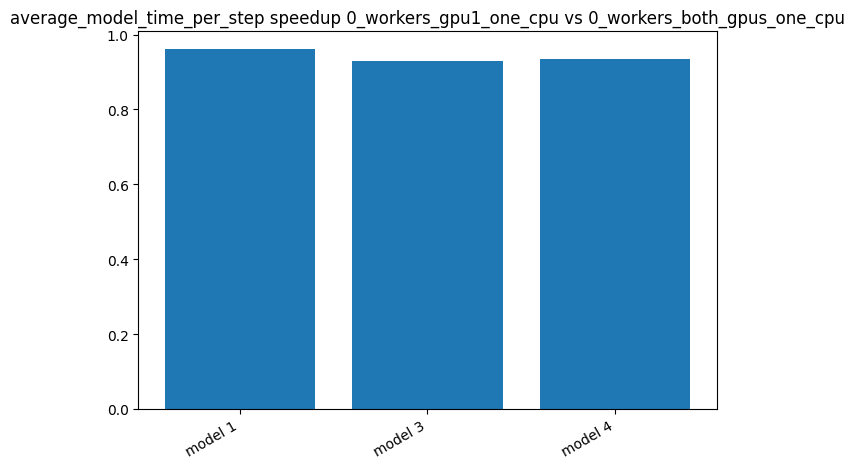 average_model_time_per_step speedup 0_workers_gpu1_one_cpu vs 0_workers_both_gpus_one_cpu
1.0
0.8
0.6
0.4
0.2
0.0
model 1
model 3
model 4